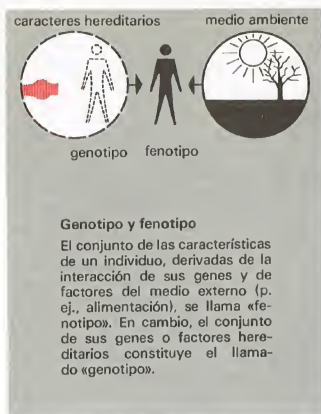 caracteres hereditarios medio ambiente
genotipo fenotipo
Genotipo y fenotipo
El conjunto de las características
de un individuo, derivadas de la
interacción de sus genes y de
factores del medio externo (p.
ej., alimentación), se llama «fe-
notipo». En cambio, el conjunto
de sus genes o factores here-
ditarios constituye el llama-
do «genotipo».